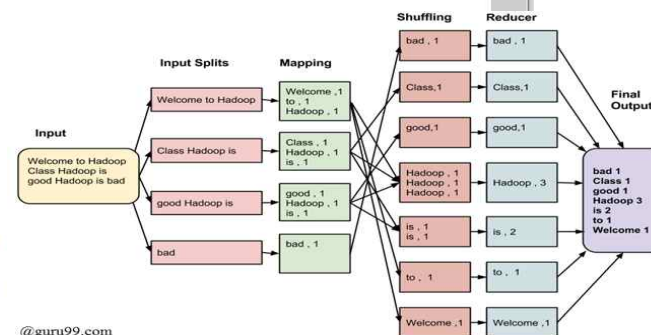 Shuffling
Reducer
Input Splits
Mapping
Final
Output
Input
Welcome to Hadoop
Class Hadoop is
good Hadoop is bad
Welcome to Hadoop
Class Hadoop is
good Hadoop is
bad
Welcome ,1
to , 1
Hadoop , 1
Class , 1
Hadoop , 1
is , 1
good , 1
Hadoop , 1
is , 1
bad , 1
bad , 1
Class,1
good,1
Hadoop , 1
Hadoop , 1
Hadoop , 1
is , 1
is , 1
to , 1
Welcome ,1
bad , 1
Class,1
good,1
Hadoop , 3
is , 2
to , 1
Welcome ,1
bad 1
Class 1
good 1
Hadoop 3
is 2
to 1
Welcome 1
@guru99.com